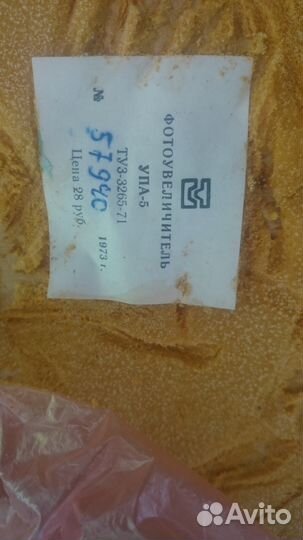 ФОТОУВЕЛИЧИТЕЛЬ
УПА-5
ТУ3-3265-71
№ 57940 1973 г.
Цена 28 руб.
Avito